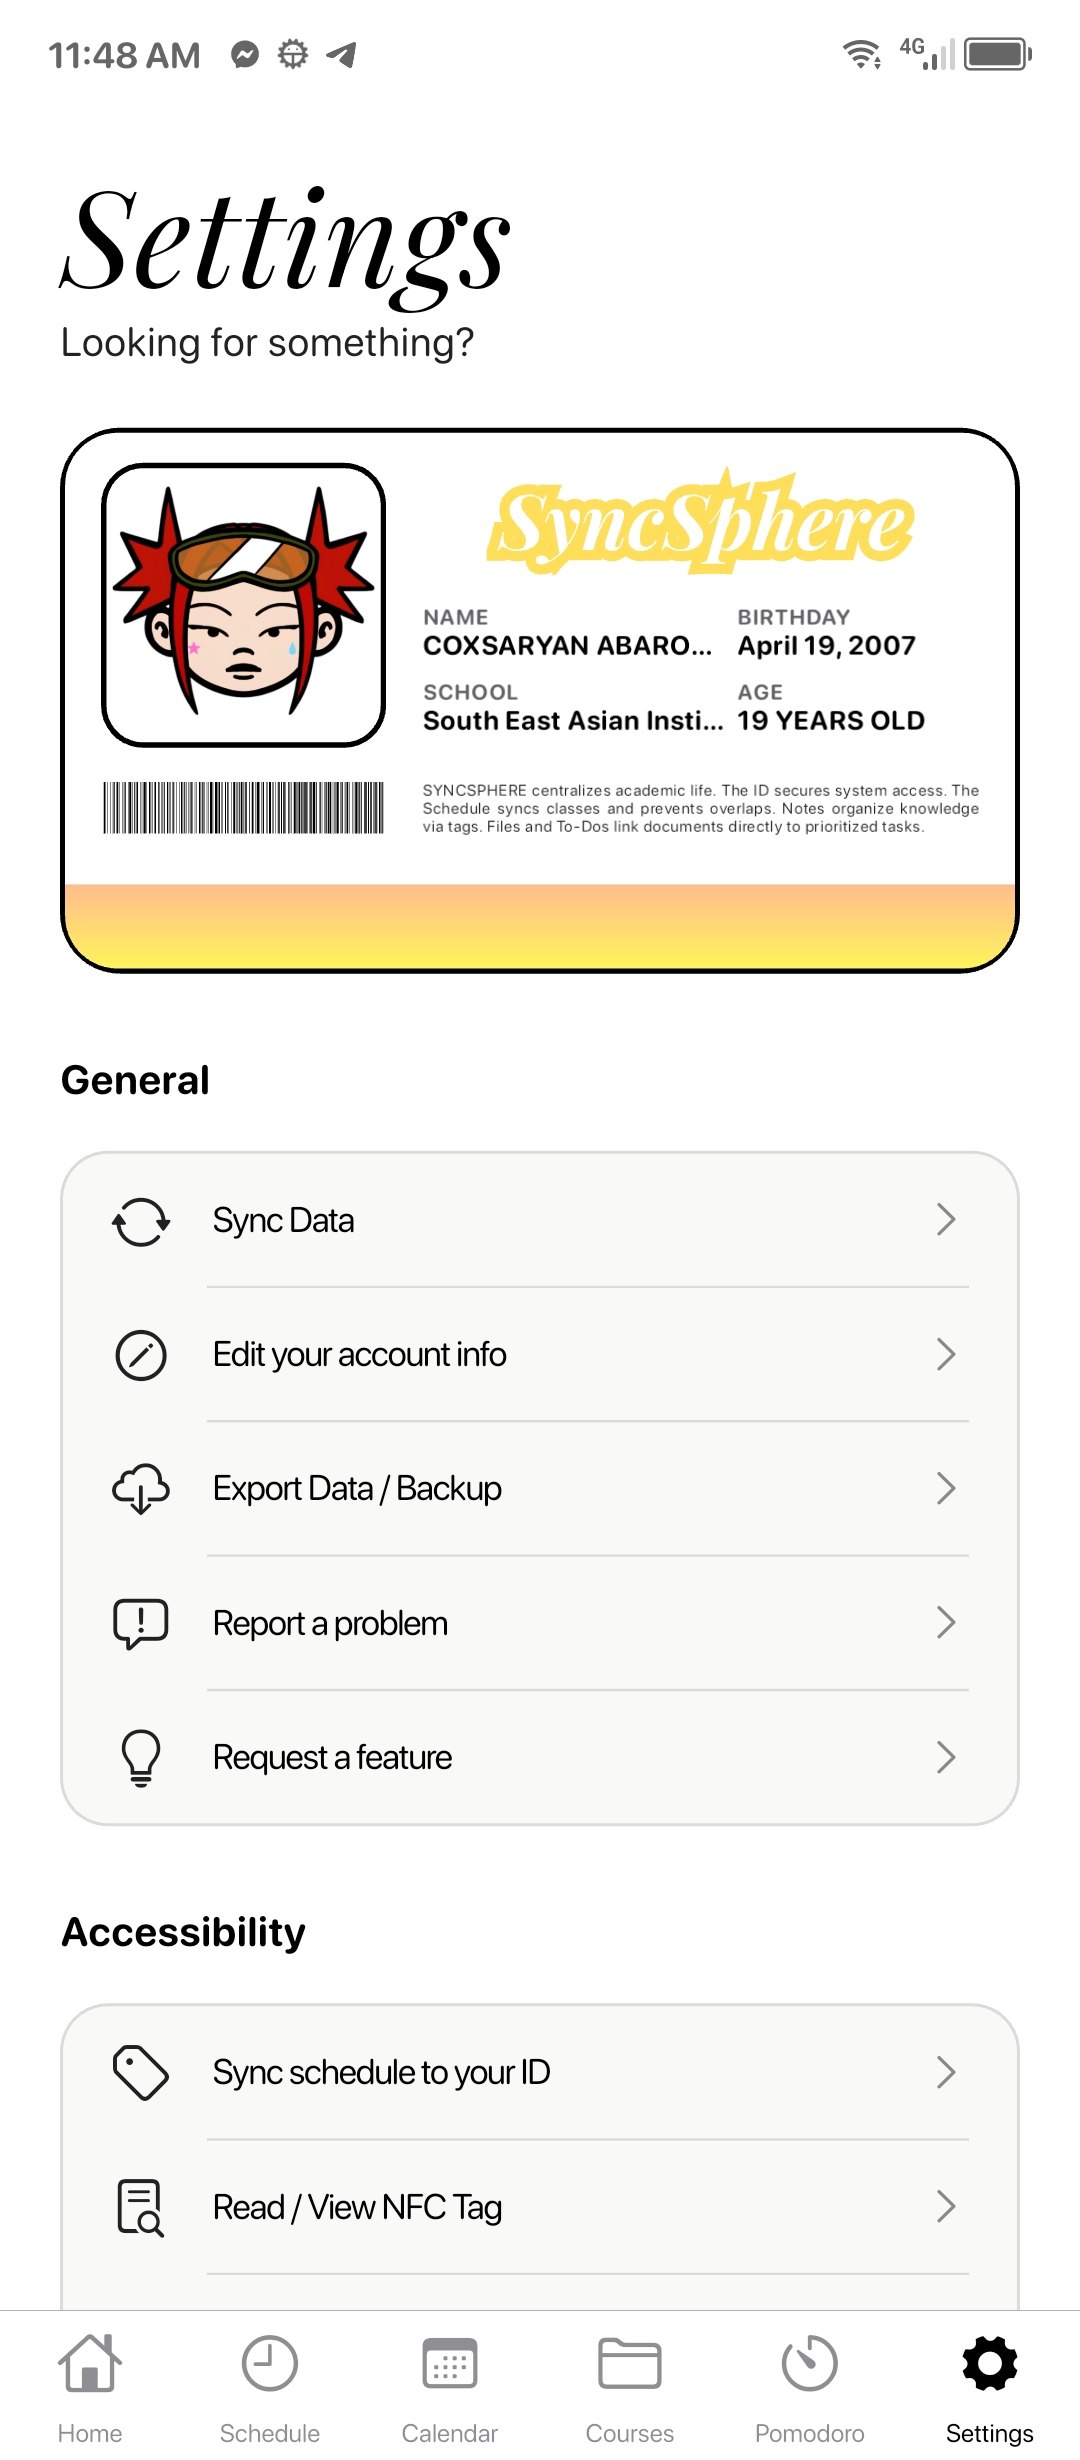 11:48 AM
4G
Settings
Looking for something?
SyncSphere
NAME
COXSARYAN ABARO...
BIRTHDAY
April 19, 2007
SCHOOL
South East Asian Insti...
AGE
19 YEARS OLD
SYNCSPHERE centralizes academic life. The ID secures system access. The
Schedule syncs classes and prevents overlaps. Notes organize knowledge
via tags. Files and To-Dos link documents directly to prioritized tasks.
General
Sync Data
Edit your account info
Export Data / Backup
Report a problem
Request a feature
Accessibility
Sync schedule to your ID
Read / View NFC Tag
Home
Schedule
Calendar
Courses
Pomodoro
Settings